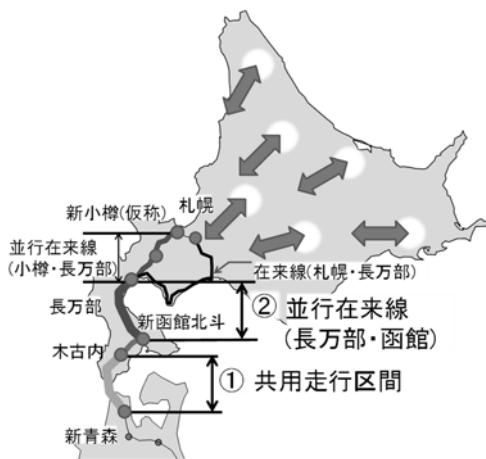 札幌
新小樽(仮称)
並行在来線
(小樽・長万部)
在来線(札幌・長万部)
長万部
② 並行在来線
(長万部・函館)
新函館北斗
木古内
① 共用走行区間
新青森